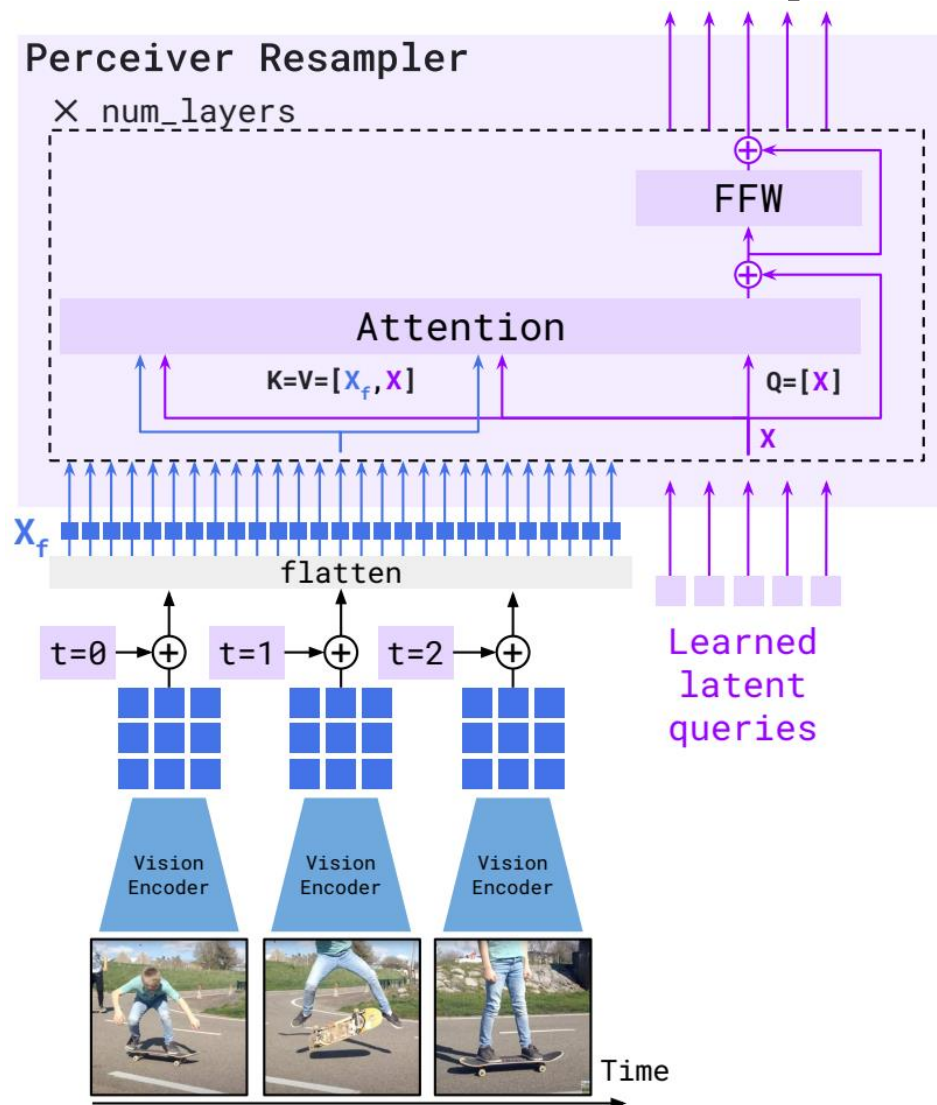 Perceiver Resampler
× num_layers
FFW
Attention
K=V=[X_f,X]
Q=[X]
X
X_f
flatten
t=0
t=1
t=2
Learned
latent
queries
Vision
Encoder
Vision
Encoder
Vision
Encoder
Time